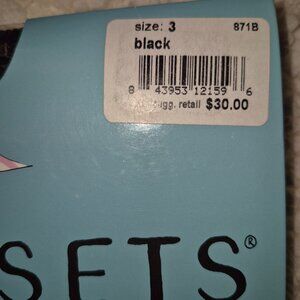 size: 3 871B
black
8 43953 12159 6
sugg. retail $30.00
SETS®